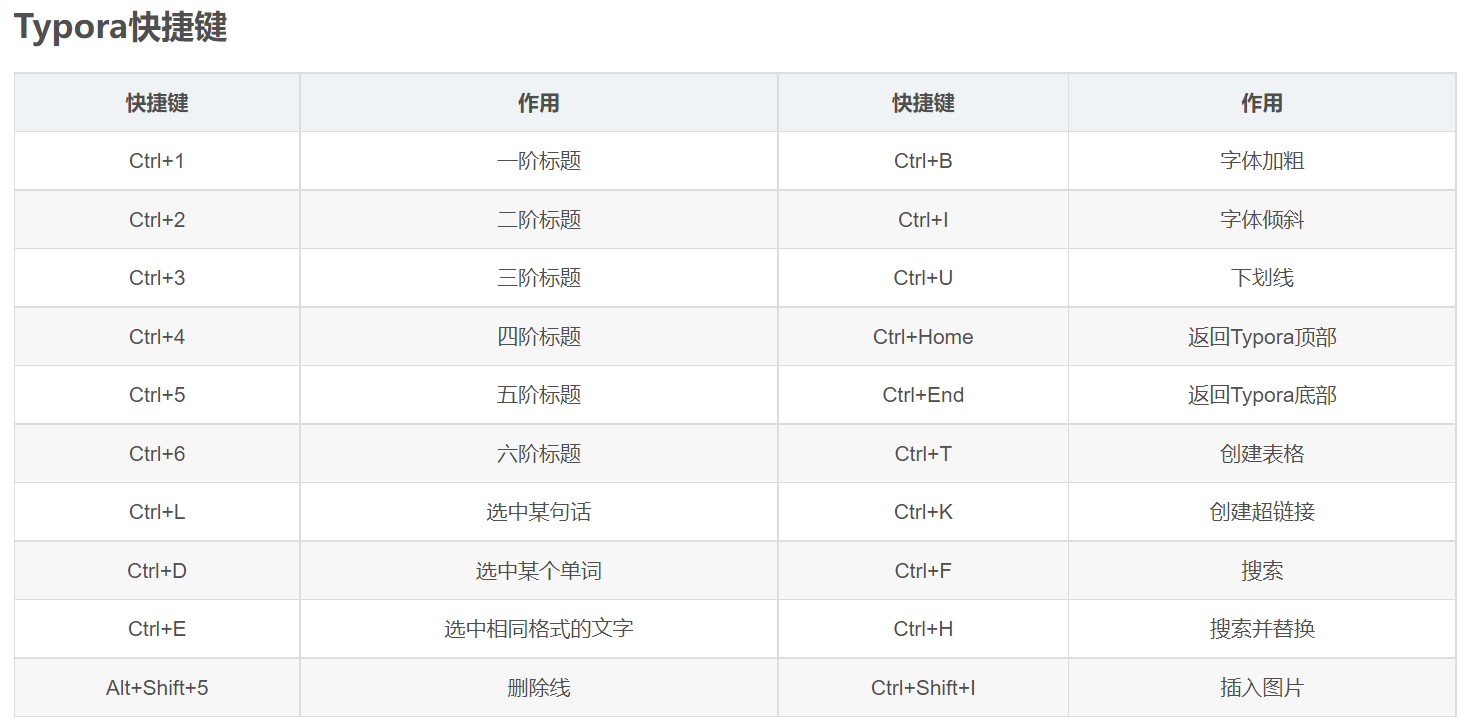 Typora快捷键
快捷键 作用 快捷键 作用
Ctrl+1 一阶标题 Ctrl+B 字体加粗
Ctrl+2 二阶标题 Ctrl+I 字体倾斜
Ctrl+3 三阶标题 Ctrl+U 下划线
Ctrl+4 四阶标题 Ctrl+Home 返回Typora顶部
Ctrl+5 五阶标题 Ctrl+End 返回Typora底部
Ctrl+6 六阶标题 Ctrl+T 创建表格
Ctrl+L 选中某句话 Ctrl+K 创建超链接
Ctrl+D 选中某个单词 Ctrl+F 搜索
Ctrl+E 选中相同格式的文字 Ctrl+H 搜索并替换
Alt+Shift+5 删除线 Ctrl+Shift+I 插入图片